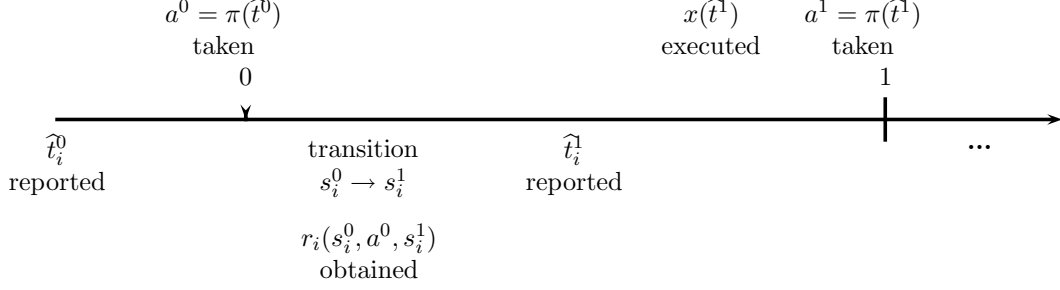 a^0 = π(t̂^0)
taken
0
x(t̂^1)
executed
a^1 = π(t̂^1)
taken
1
t̂_i^0
reported
transition
s_i^0 → s_i^1
r_i(s_i^0, a^0, s_i^1)
obtained
t̂_i^1
reported
...